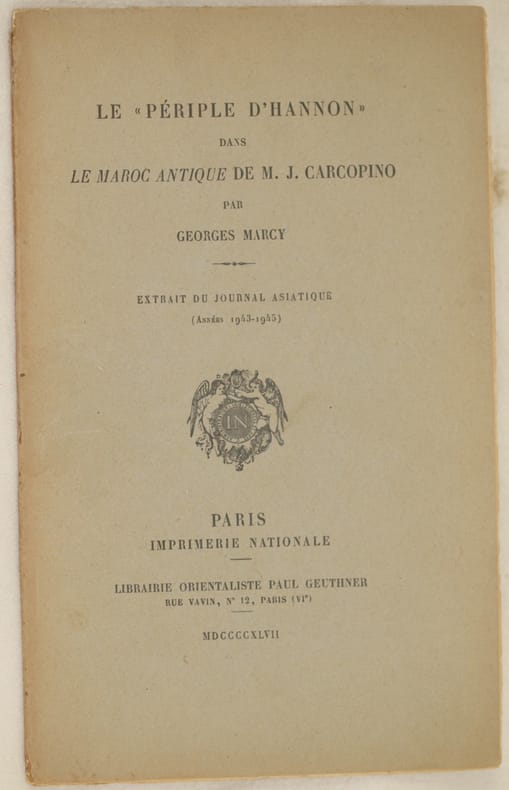 LE « PÉRIPLE D'HANNON »
DANS
LE MAROC ANTIQUE DE M. J. CARCOPINO
PAR
GEORGES MARCY
EXTRAIT DU JOURNAL ASIATIQUE
(ANNÉES 1943-1945)
IN
PARIS
IMPRIMERIE NATIONALE
LIBRAIRIE ORIENTALISTE PAUL GEUTHNER
RUE VAVIN, N° 12, PARIS (VIᵉ)
MDCCCCXLVII